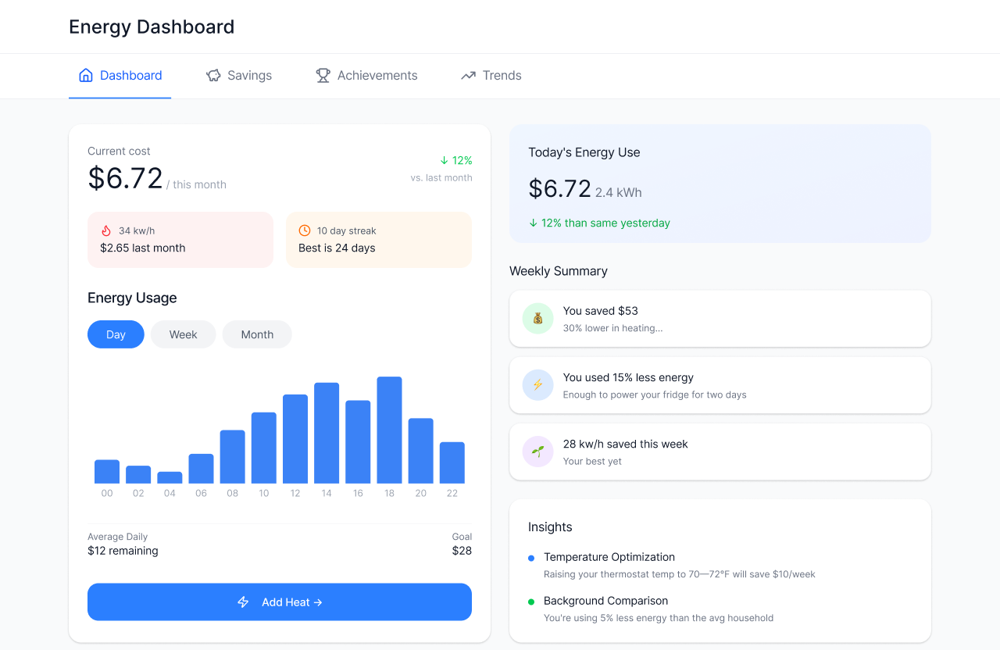 Energy Dashboard
Dashboard
Savings
Achievements
Trends
Current cost
$6.72 / this month
↓ 12%
vs. last month
34 kw/h
$2.65 last month
10 day streak
Best is 24 days
Energy Usage
Day
Week
Month
00 02 04 06 08 10 12 14 16 18 20 22
Average Daily
$12 remaining
Goal
$28
Add Heat →
Today's Energy Use
$6.72 2.4 kWh
↓ 12% than same yesterday
Weekly Summary
You saved $53
30% lower in heating...
You used 15% less energy
Enough to power your fridge for two days
28 kw/h saved this week
Your best yet
Insights
Temperature Optimization
Raising your thermostat temp to 70—72°F will save $10/week
Background Comparison
You're using 5% less energy than the avg household